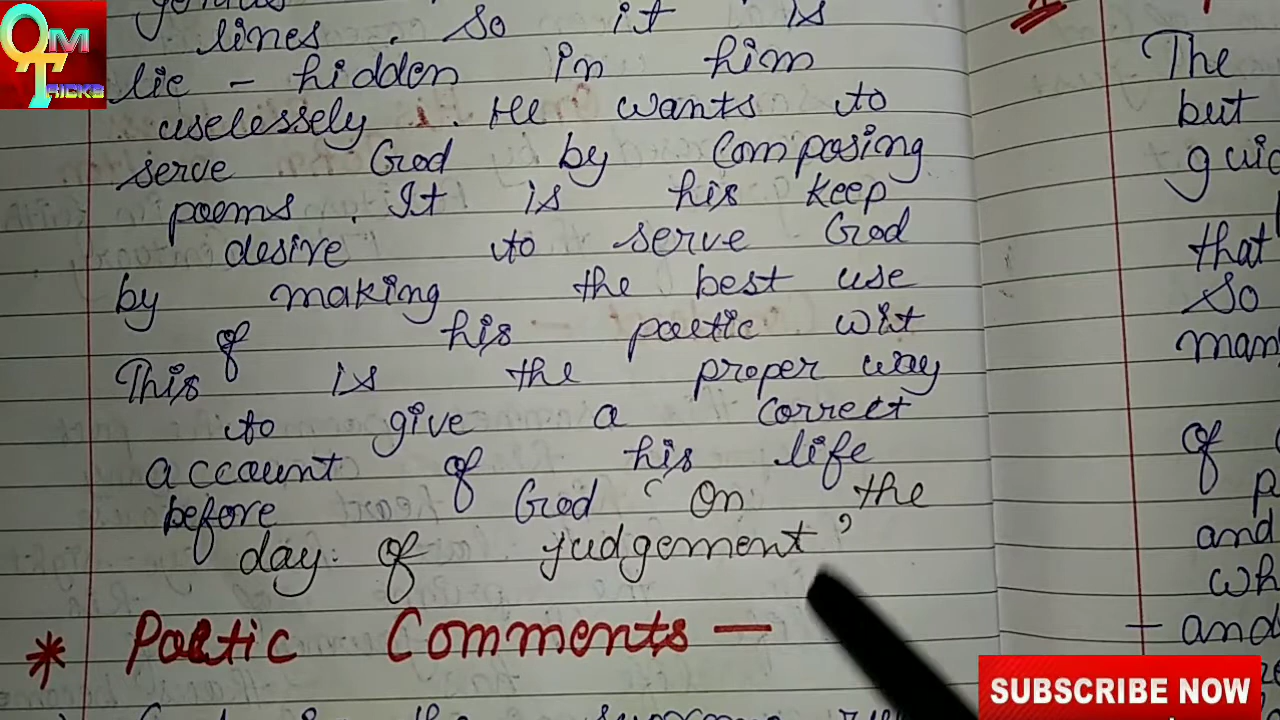 OM
TRICKS
lines. So it is
lie - hidden in him
uselessely. He wants to
serve God by composing
poems. It is his keep
desire to serve God
by making the best use
of his poetic wit
This is the proper way
to give a correct
account of his life
before God 'On the
day of judgement'
* Poetic Comments —
The
but
that
So
of
and
- and
SUBSCRIBE NOW